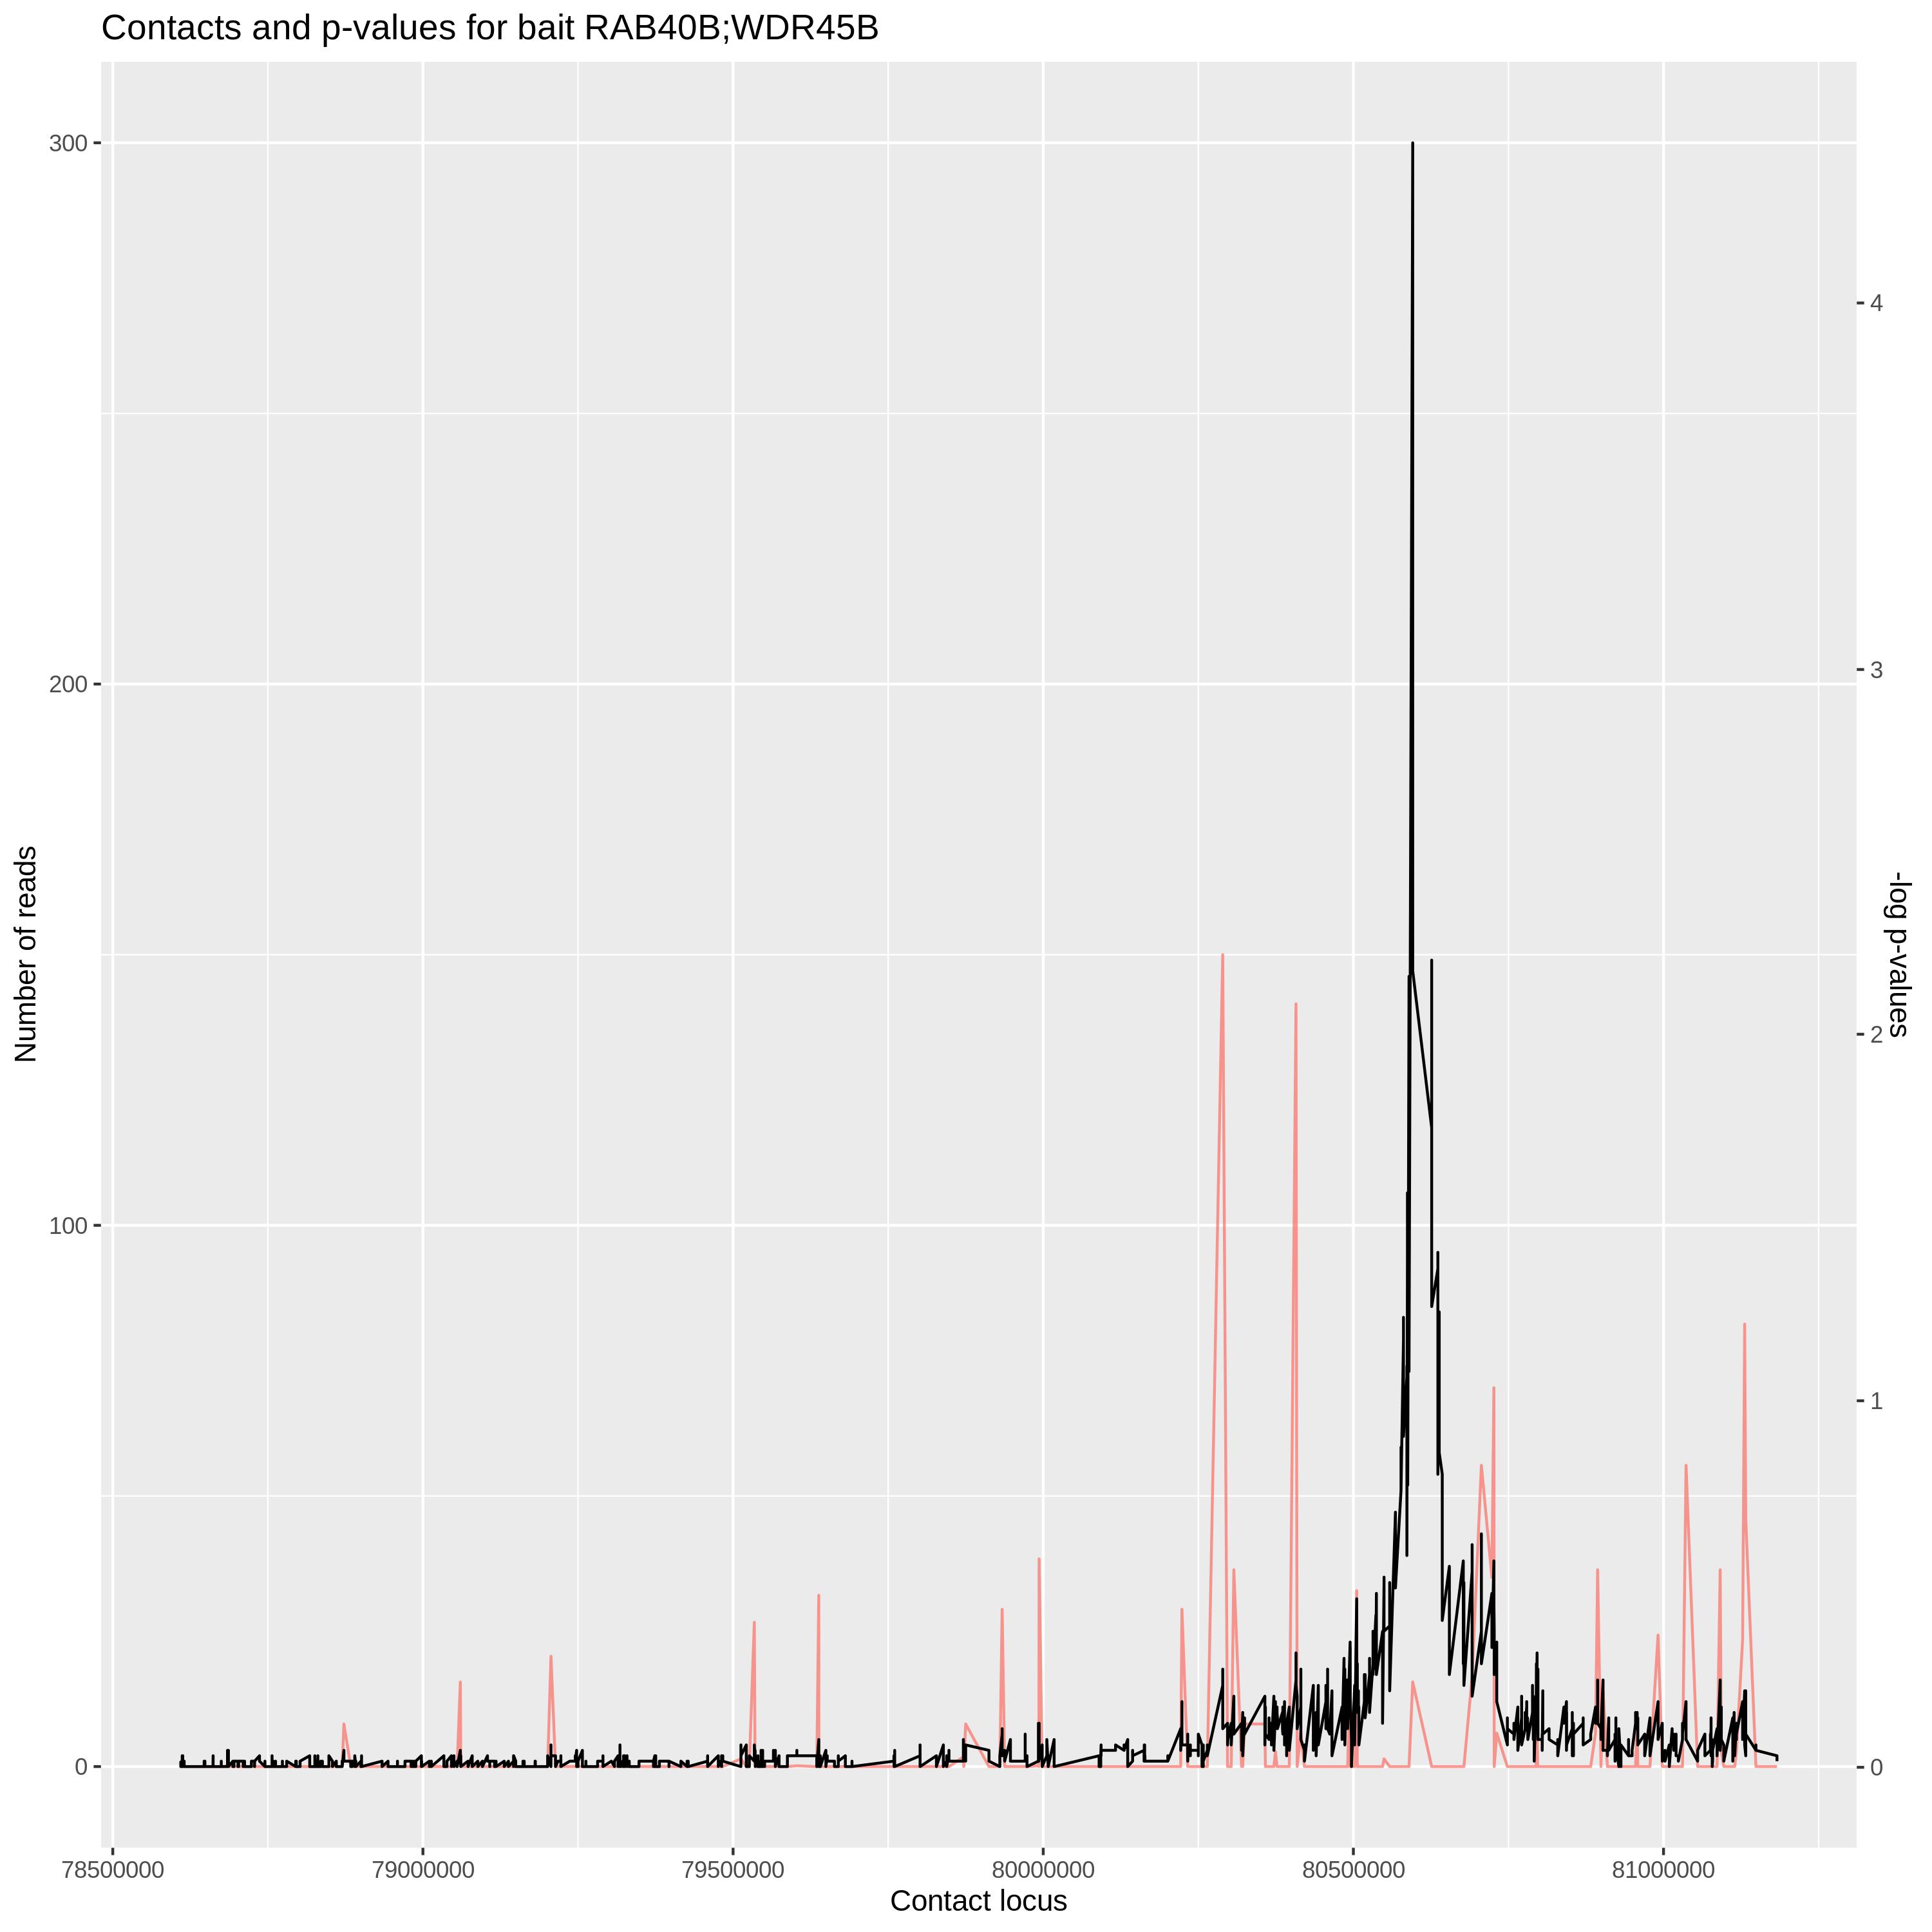 Contacts and p-values for bait RAB40B;WDR45B
300
200
100
0
Number of reads
4
3
2
1
0
-log p-values
78500000 79000000 79500000 80000000 80500000 81000000
Contact locus